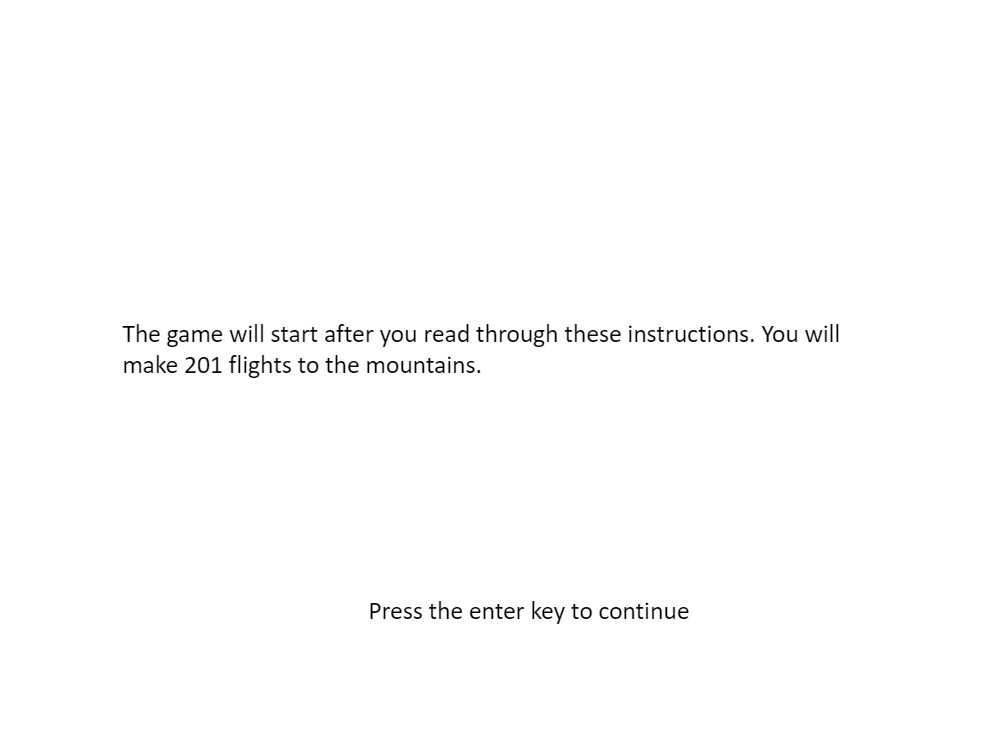 The game will start after you read through these instructions. You will
make 201 flights to the mountains.
Press the enter key to continue